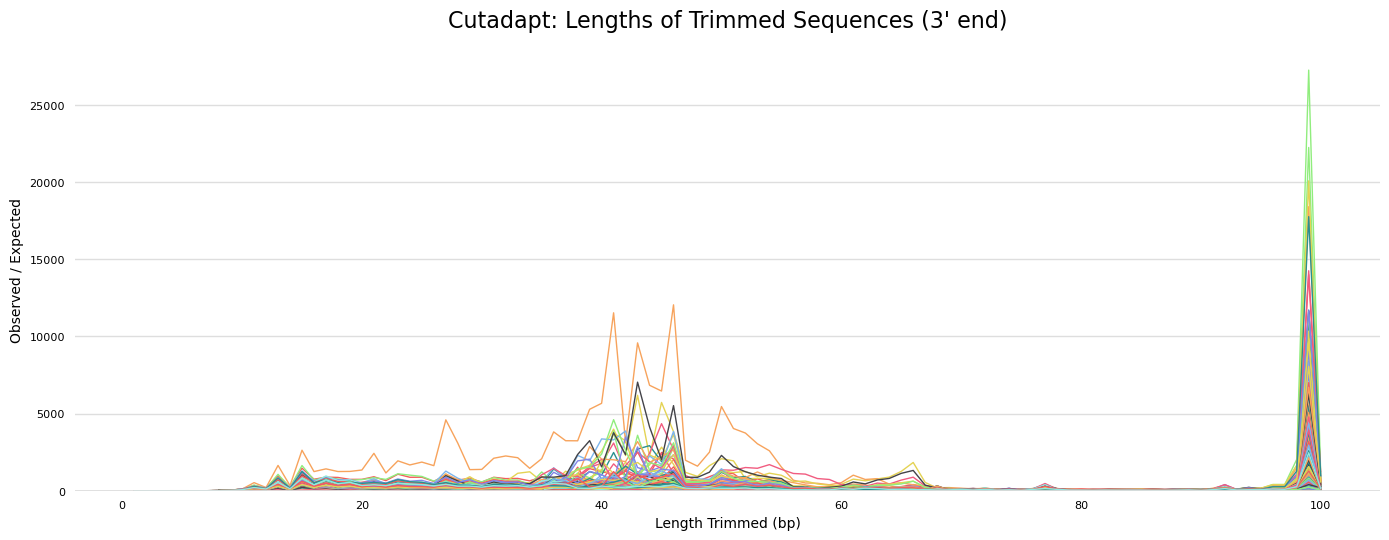 Cutadapt: Lengths of Trimmed Sequences (3' end)
Observed / Expected
25000
20000
15000
10000
5000
0
0 20 40 60 80 100
Length Trimmed (bp)